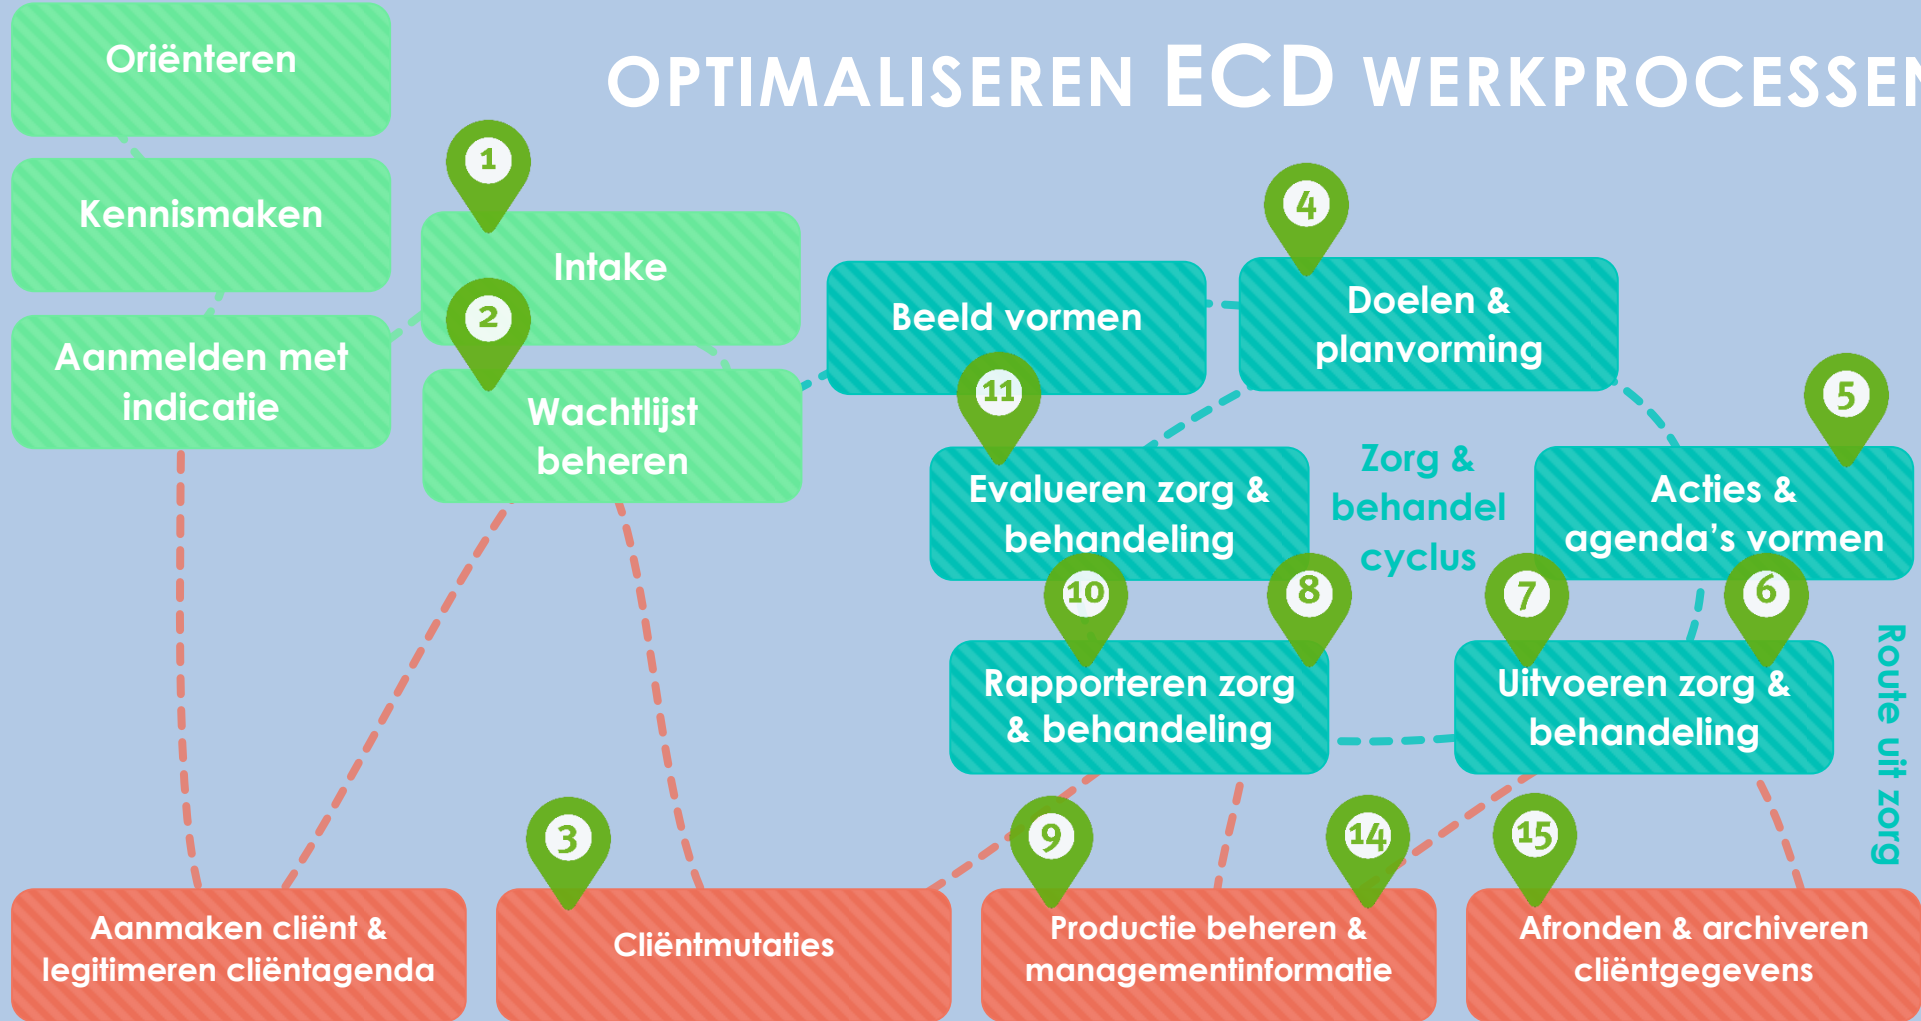 OPTIMALISEREN ECD WERKPROCESSEN
Oriënteren
Kennismaken
Aanmelden met
indicatie
1
Intake
2
Wachtlijst
beheren
Beeld vormen
4
Doelen &
planvorming
11
Evalueren zorg &
behandeling
Zorg &
behandel
cyclus
5
Acties &
agenda’s vormen
10
8
Rapporteren zorg
& behandeling
7
6
Uitvoeren zorg &
behandeling
Route uit zorg
Aanmaken cliënt &
legitimeren cliëntagenda
3
Cliëntmutaties
9
14
Productie beheren &
managementinformatie
15
Afronden & archiveren
cliëntgegevens